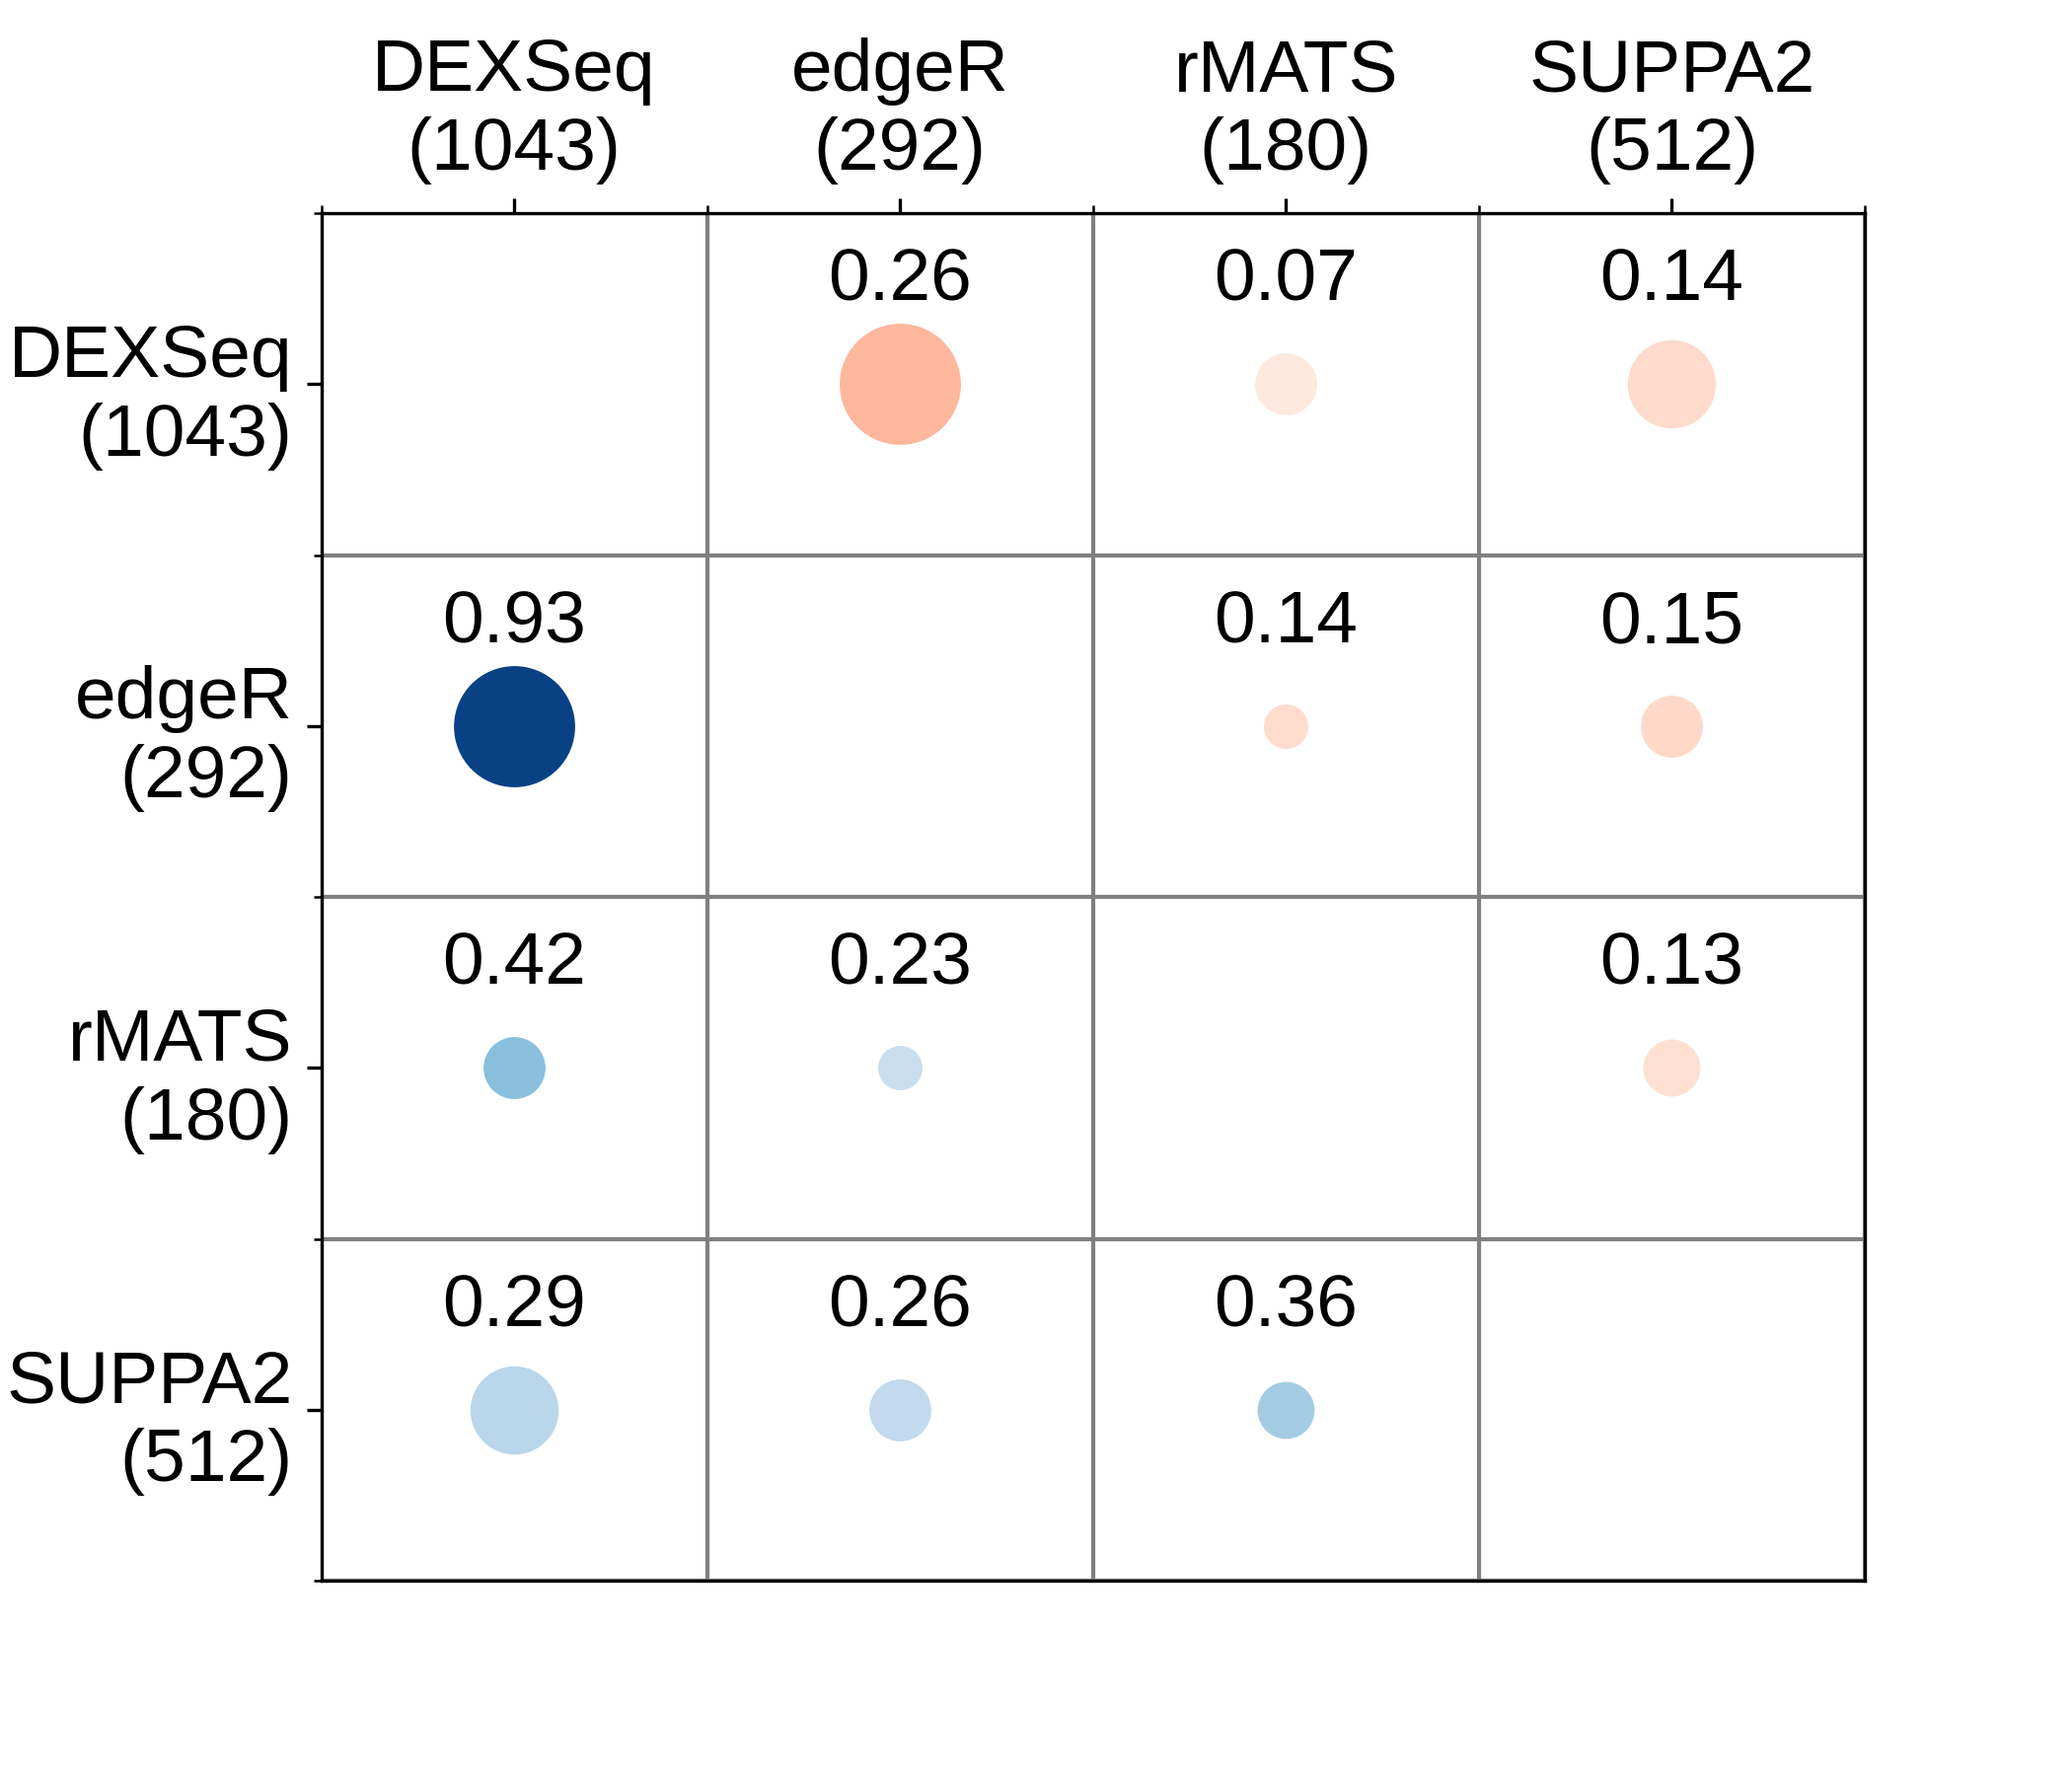 DEXSeq edgeR rMATS SUPPA2
(1043) (292) (180) (512)
0.26 0.07 0.14
DEXSeq
(1043)
0.93 0.14 0.15
edgeR
(292)
0.42 0.23 0.13
rMATS
(180)
0.29 0.26 0.36
SUPPA2
(512)